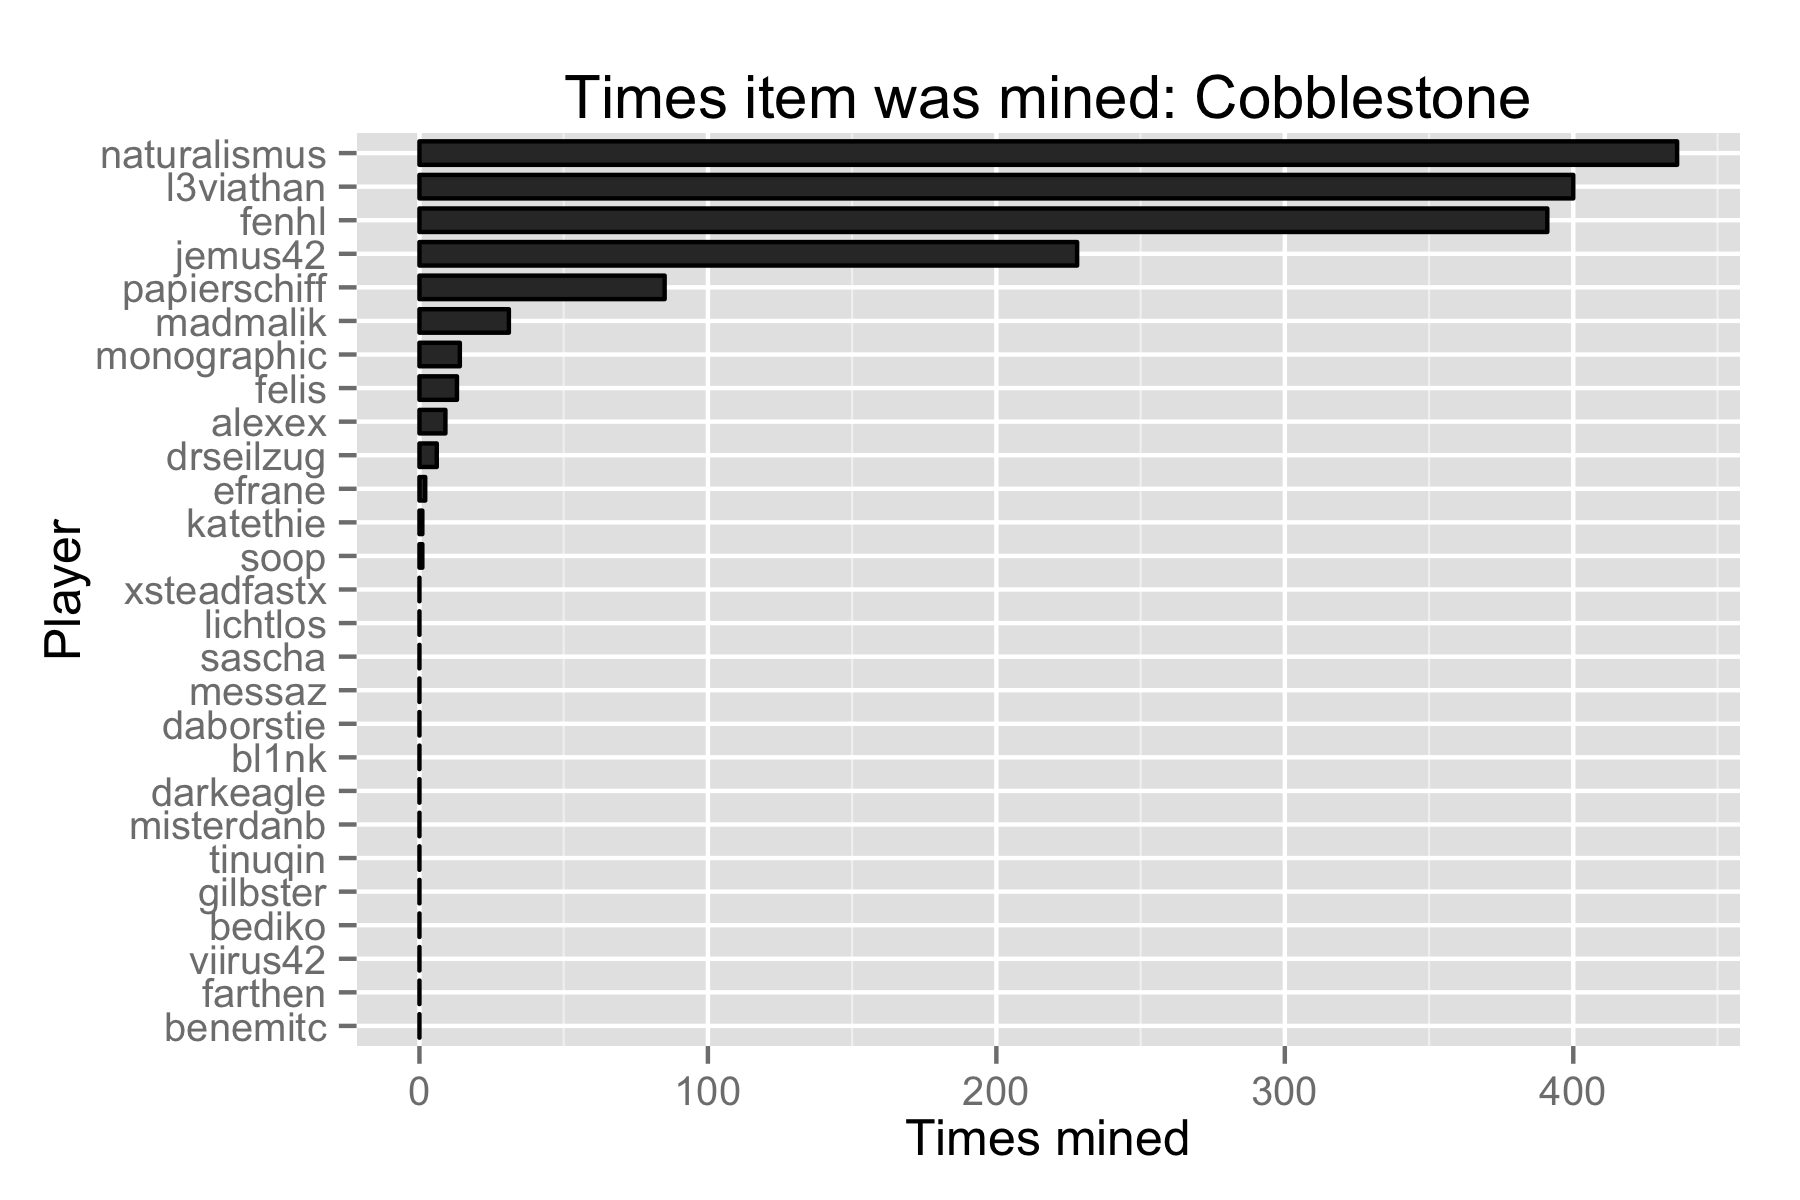 Times item was mined: Cobblestone
naturalismus
l3viathan
fenhl
jemus42
papierschiff
madmalik
monographic
felis
alexex
drseilzug
efrane
katethie
soop
xsteadfastx
lichtlos
sascha
messaz
daborstie
bl1nk
darkeagle
misterdanb
tinuqin
gilbster
bediko
viirus42
farthen
benemitc
Player
0 100 200 300 400
Times mined